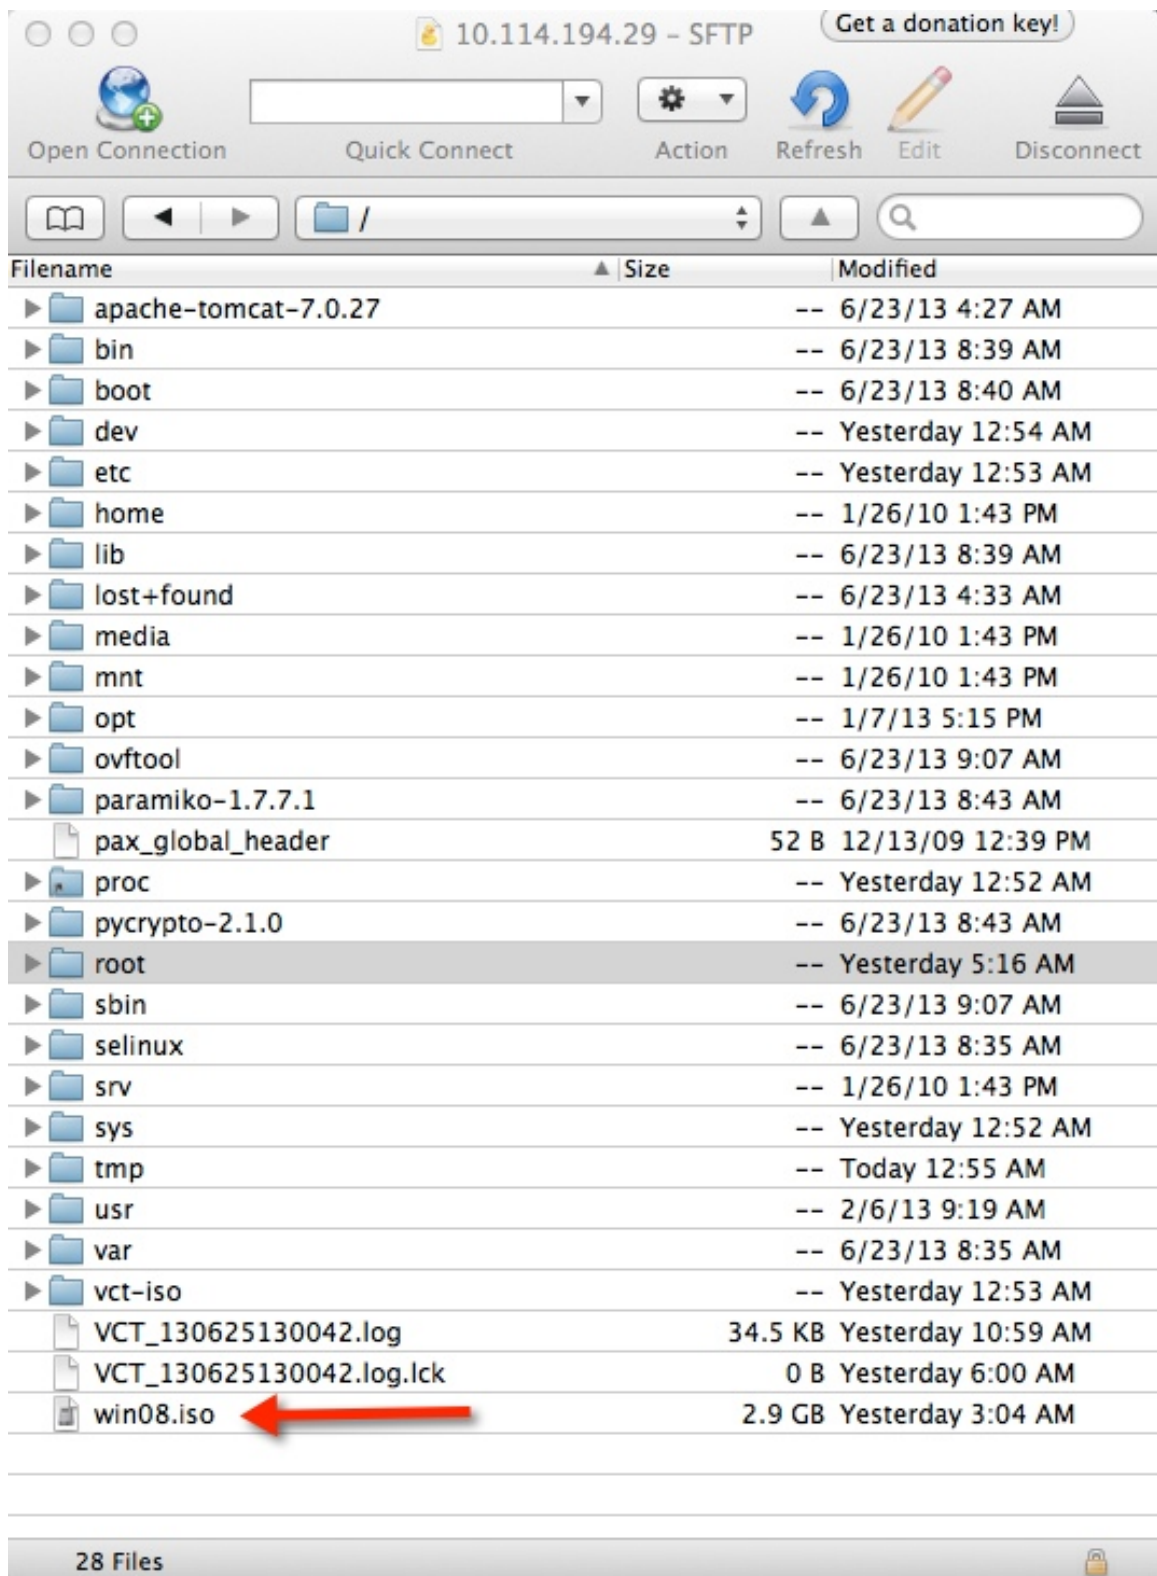 10.114.194.29 – SFTP
Get a donation key!
Open Connection Quick Connect Action Refresh Edit Disconnect
/
Filename Size Modified
apache-tomcat-7.0.27 -- 6/23/13 4:27 AM
bin -- 6/23/13 8:39 AM
boot -- 6/23/13 8:40 AM
dev -- Yesterday 12:54 AM
etc -- Yesterday 12:53 AM
home -- 1/26/10 1:43 PM
lib -- 6/23/13 8:39 AM
lost+found -- 6/23/13 4:33 AM
media -- 1/26/10 1:43 PM
mnt -- 1/26/10 1:43 PM
opt -- 1/7/13 5:15 PM
ovftool -- 6/23/13 9:07 AM
paramiko-1.7.7.1 -- 6/23/13 8:43 AM
pax_global_header 52 B 12/13/09 12:39 PM
proc -- Yesterday 12:52 AM
pycrypto-2.1.0 -- 6/23/13 8:43 AM
root -- Yesterday 5:16 AM
sbin -- 6/23/13 9:07 AM
selinux -- 6/23/13 8:35 AM
srv -- 1/26/10 1:43 PM
sys -- Yesterday 12:52 AM
tmp -- Today 12:55 AM
usr -- 2/6/13 9:19 AM
var -- 6/23/13 8:35 AM
vct-iso -- Yesterday 12:53 AM
VCT_130625130042.log 34.5 KB Yesterday 10:59 AM
VCT_130625130042.log.lck 0 B Yesterday 6:00 AM
win08.iso 2.9 GB Yesterday 3:04 AM
28 Files